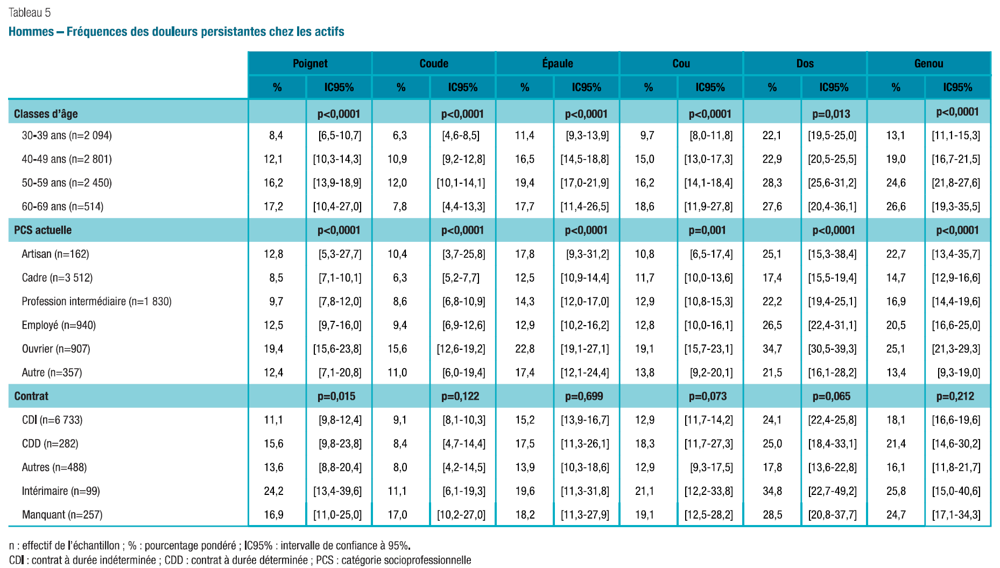 Tableau 5
Hommes – Fréquences des douleurs persistantes chez les actifs
Poignet Coude Épaule Cou Dos Genou
% IC95% % IC95% % IC95% % IC95% % IC95% % IC95%
Classes d'âge p<0,0001 p<0,0001 p<0,0001 p<0,0001 p=0,013 p<0,0001
30-39 ans (n=2 094) 8,4 [6,5-10,7] 6,3 [4,6-8,5] 11,4 [9,3-13,9] 9,7 [8,0-11,8] 22,1 [19,5-25,0] 13,1 [11,1-15,3]
40-49 ans (n=2 801) 12,1 [10,3-14,3] 10,9 [9,2-12,8] 16,5 [14,5-18,8] 15,0 [13,0-17,3] 22,9 [20,5-25,5] 19,0 [16,7-21,5]
50-59 ans (n=2 450) 16,2 [13,9-18,9] 12,0 [10,1-14,1] 19,4 [17,0-21,9] 16,2 [14,1-18,4] 28,3 [25,6-31,2] 24,6 [21,8-27,6]
60-69 ans (n=514) 17,2 [10,4-27,0] 7,8 [4,4-13,3] 17,7 [11,4-26,5] 18,6 [11,9-27,8] 27,6 [20,4-36,1] 26,6 [19,3-35,5]
PCS actuelle p<0,0001 p<0,0001 p<0,0001 p=0,001 p<0,0001 p<0,0001
Artisan (n=162) 12,8 [5,3-27,7] 10,4 [3,7-25,8] 17,8 [9,3-31,2] 10,8 [6,5-17,4] 25,1 [15,3-38,4] 22,7 [13,4-35,7]
Cadre (n=3 512) 8,5 [7,1-10,1] 6,3 [5,2-7,7] 12,5 [10,9-14,4] 11,7 [10,0-13,6] 17,4 [15,5-19,4] 14,7 [12,9-16,6]
Profession intermédiaire (n=1 830) 9,7 [7,8-12,0] 8,6 [6,8-10,9] 14,3 [12,0-17,0] 12,9 [10,8-15,3] 22,2 [19,4-25,1] 16,9 [14,4-19,6]
Employé (n=940) 12,5 [9,7-16,0] 9,4 [6,9-12,6] 12,9 [10,2-16,2] 12,8 [10,0-16,1] 26,5 [22,4-31,1] 20,5 [16,6-25,0]
Ouvrier (n=907) 19,4 [15,6-23,8] 15,6 [12,6-19,2] 22,8 [19,1-27,1] 19,1 [15,7-23,1] 34,7 [30,5-39,3] 25,1 [21,3-29,3]
Autre (n=357) 12,4 [7,1-20,8] 11,0 [6,0-19,4] 17,4 [12,1-24,4] 13,8 [9,2-20,1] 21,5 [16,1-28,2] 13,4 [9,3-19,0]
Contrat p=0,015 p=0,122 p=0,699 p=0,073 p=0,065 p=0,212
CDI (n=6 733) 11,1 [9,8-12,4] 9,1 [8,1-10,3] 15,2 [13,9-16,7] 12,9 [11,7-14,2] 24,1 [22,4-25,8] 18,1 [16,6-19,6]
CDD (n=282) 15,6 [9,8-23,8] 8,4 [4,7-14,4] 17,5 [11,3-26,1] 18,3 [11,7-27,3] 25,0 [18,4-33,1] 21,4 [14,6-30,2]
Autres (n=488) 13,6 [8,8-20,4] 8,0 [4,2-14,5] 13,9 [10,3-18,6] 12,9 [9,3-17,5] 17,8 [13,6-22,8] 16,1 [11,8-21,7]
Intérimaire (n=99) 24,2 [13,4-39,6] 11,1 [6,1-19,3] 19,6 [11,3-31,8] 21,1 [12,2-33,8] 34,8 [22,7-49,2] 25,8 [15,0-40,6]
Manquant (n=257) 16,9 [11,0-25,0] 17,0 [10,2-27,0] 18,2 [11,3-27,9] 19,1 [12,5-28,2] 28,5 [20,8-37,7] 24,7 [17,1-34,3]
n : effectif de l'échantillon ; % : pourcentage pondéré ; IC95% : intervalle de confiance à 95%.
CDI : contrat à durée indéterminée ; CDD : contrat à durée déterminée ; PCS : catégorie socioprofessionnelle